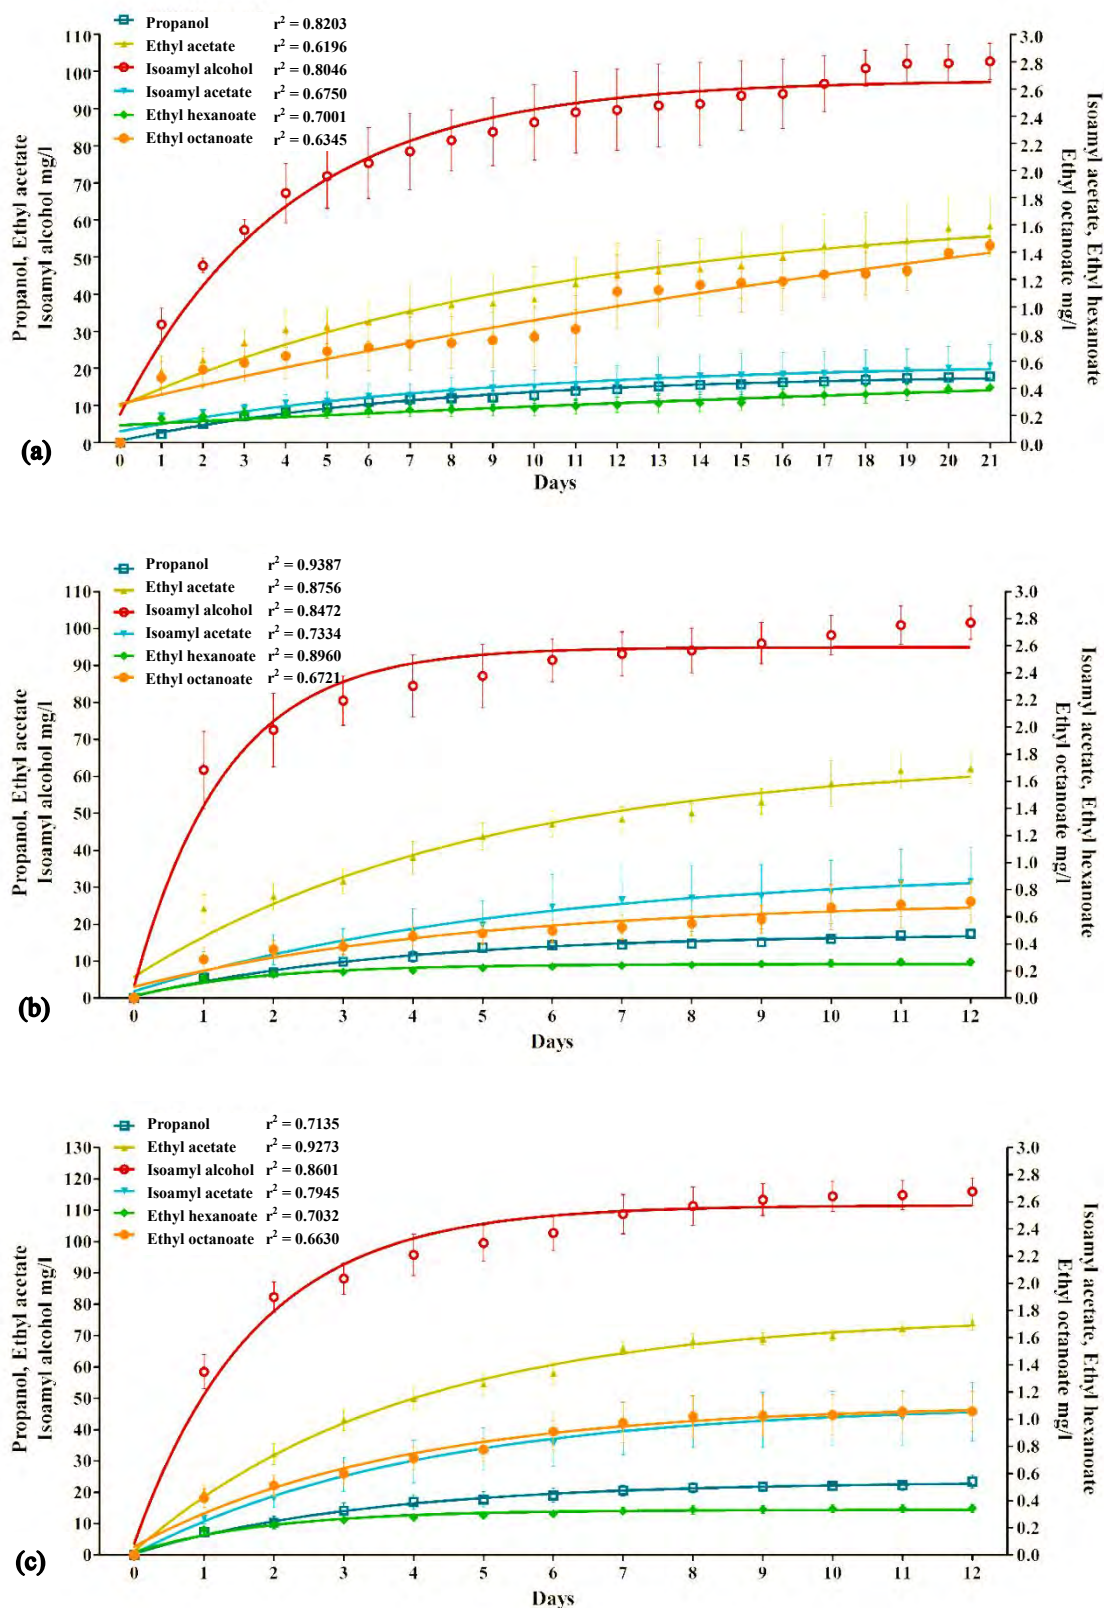 Propanol r² = 0.8203
Ethyl acetate r² = 0.6196
Isoamyl alcohol r² = 0.8046
Isoamyl acetate r² = 0.6750
Ethyl hexanoate r² = 0.7001
Ethyl octanoate r² = 0.6345
Propanol, Ethyl acetate
Isoamyl alcohol mg/l
110
100
90
80
70
60
50
40
30
20
10
0
3.0
2.8
2.6
2.4
2.2
2.0
1.8
1.6
1.4
1.2
1.0
0.8
0.6
0.4
0.2
0.0
Isoamyl acetate, Ethyl hexanoate
Ethyl octanoate mg/l
0 1 2 3 4 5 6 7 8 9 10 11 12 13 14 15 16 17 18 19 20 21
Days
(a)
Propanol r² = 0.9387
Ethyl acetate r² = 0.8756
Isoamyl alcohol r² = 0.8472
Isoamyl acetate r² = 0.7334
Ethyl hexanoate r² = 0.8960
Ethyl octanoate r² = 0.6721
Propanol, Ethyl acetate
Isoamyl alcohol mg/l
110
100
90
80
70
60
50
40
30
20
10
0
3.0
2.8
2.6
2.4
2.2
2.0
1.8
1.6
1.4
1.2
1.0
0.8
0.6
0.4
0.2
0.0
Isoamyl acetate, Ethyl hexanoate
Ethyl octanoate mg/l
0 1 2 3 4 5 6 7 8 9 10 11 12
Days
(b)
Propanol r² = 0.7135
Ethyl acetate r² = 0.9273
Isoamyl alcohol r² = 0.8601
Isoamyl acetate r² = 0.7945
Ethyl hexanoate r² = 0.7032
Ethyl octanoate r² = 0.6630
Propanol, Ethyl acetate
Isoamyl alcohol mg/l
130
120
110
100
90
80
70
60
50
40
30
20
10
0
3.0
2.8
2.6
2.4
2.2
2.0
1.8
1.6
1.4
1.2
1.0
0.8
0.6
0.4
0.2
0.0
Isoamyl acetate, Ethyl hexanoate
Ethyl octanoate mg/l
0 1 2 3 4 5 6 7 8 9 10 11 12
Days
(c)